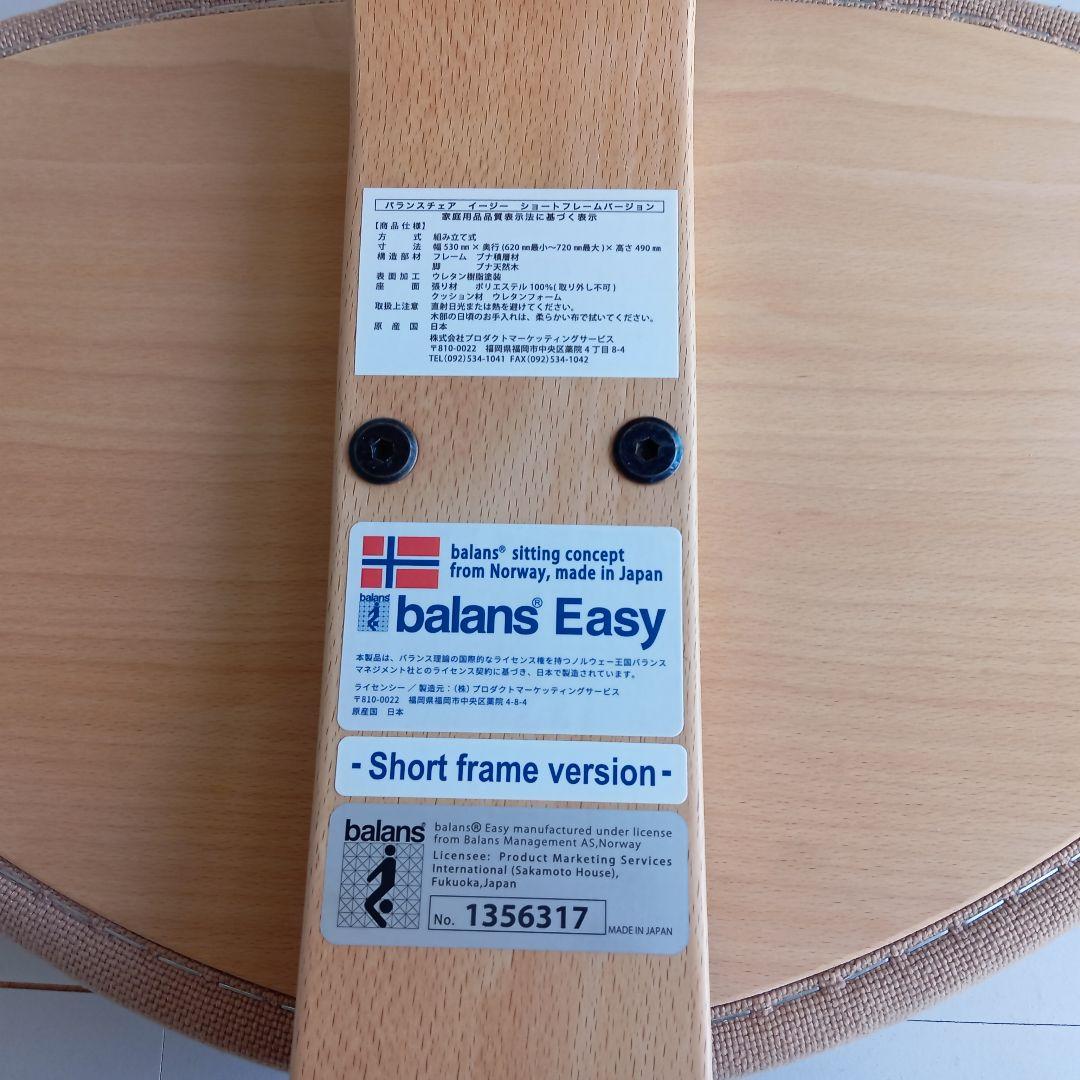 バランスチェア　イージー　ショートフレームバージョン
家庭用品品質表示法に基づく表示
【商品仕様】
方　　式　組み立て式
寸　　法　幅 530 ㎜ × 奥行 (620 ㎜最小～720 ㎜最大 ) × 高さ 490 ㎜
構造部材　フレーム　ブナ積層材
脚　　　ブナ天然木
表面加工　ウレタン樹脂塗装
座　　面　張り材　　ポリエステル 100% ( 取り外し不可 )
クッション材　ウレタンフォーム
取扱上注意　直射日光または熱を避けてください。
木部の日頃のお手入れは、柔らかい布で拭いてください。
原産国　日本
株式会社プロダクトマーケッティングサービス
〒810-0022　福岡県福岡市中央区薬院 4 丁目 8-4
TEL (092) 534-1041 FAX (092) 534-1042
balans® sitting concept
from Norway, made in Japan
balans
balans® Easy
本製品は、バランス理論の国際的なライセンス権を持つノルウェー王国バランス
マネジメント社とのライセンス契約に基づき、日本で製造されています。
ライセンシー / 製造元：（株）プロダクトマーケッティングサービス
〒810-0022　福岡県福岡市中央区薬院 4-8-4
原産国　日本
- Short frame version -
balans®
balans® Easy manufactured under license
from Balans Management AS,Norway
Licensee: Product Marketing Services
International (Sakamoto House),
Fukuoka,Japan
No. 1356317
MADE IN JAPAN